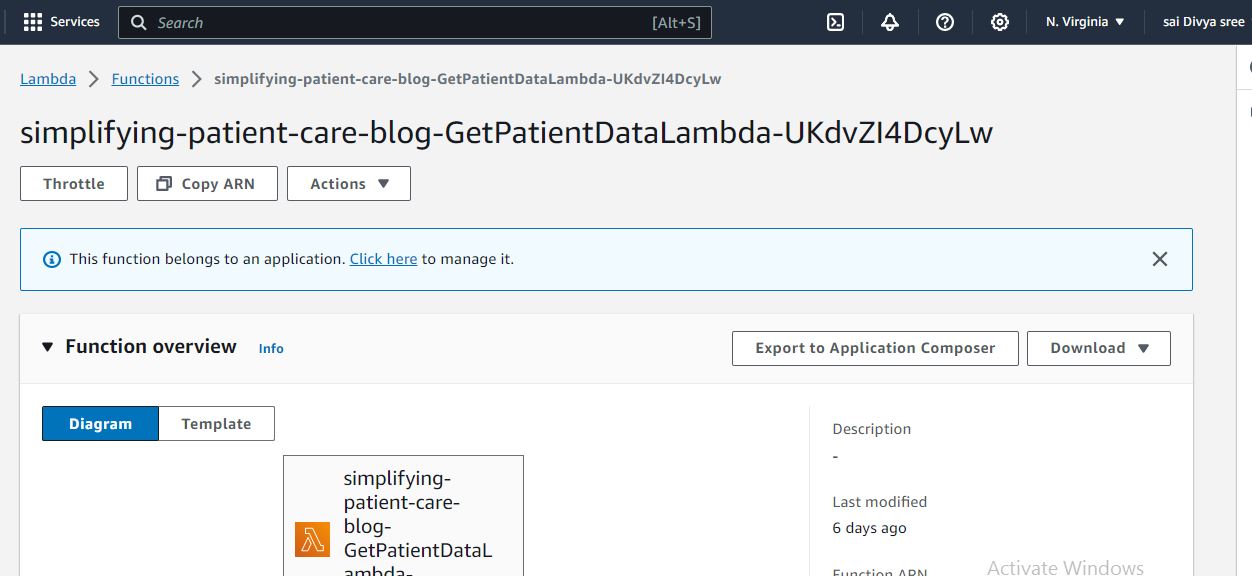 Services
Search
[Alt+S]
N. Virginia
sai Divya sree
Lambda
Functions
simplifying-patient-care-blog-GetPatientDataLambda-UKdvZI4DcyLw
simplifying-patient-care-blog-GetPatientDataLambda-UKdvZI4DcyLw
Throttle
Copy ARN
Actions
This function belongs to an application. Click here to manage it.
Function overview
Info
Export to Application Composer
Download
Diagram
Template
simplifying-
patient-care-
blog-
GetPatientDataL
ambda-
Description
-
Last modified
6 days ago
Function ARN
Activate Windows